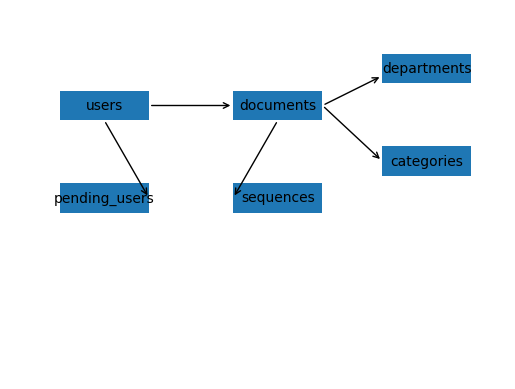 departments
users
documents
categories
pending_users
sequences